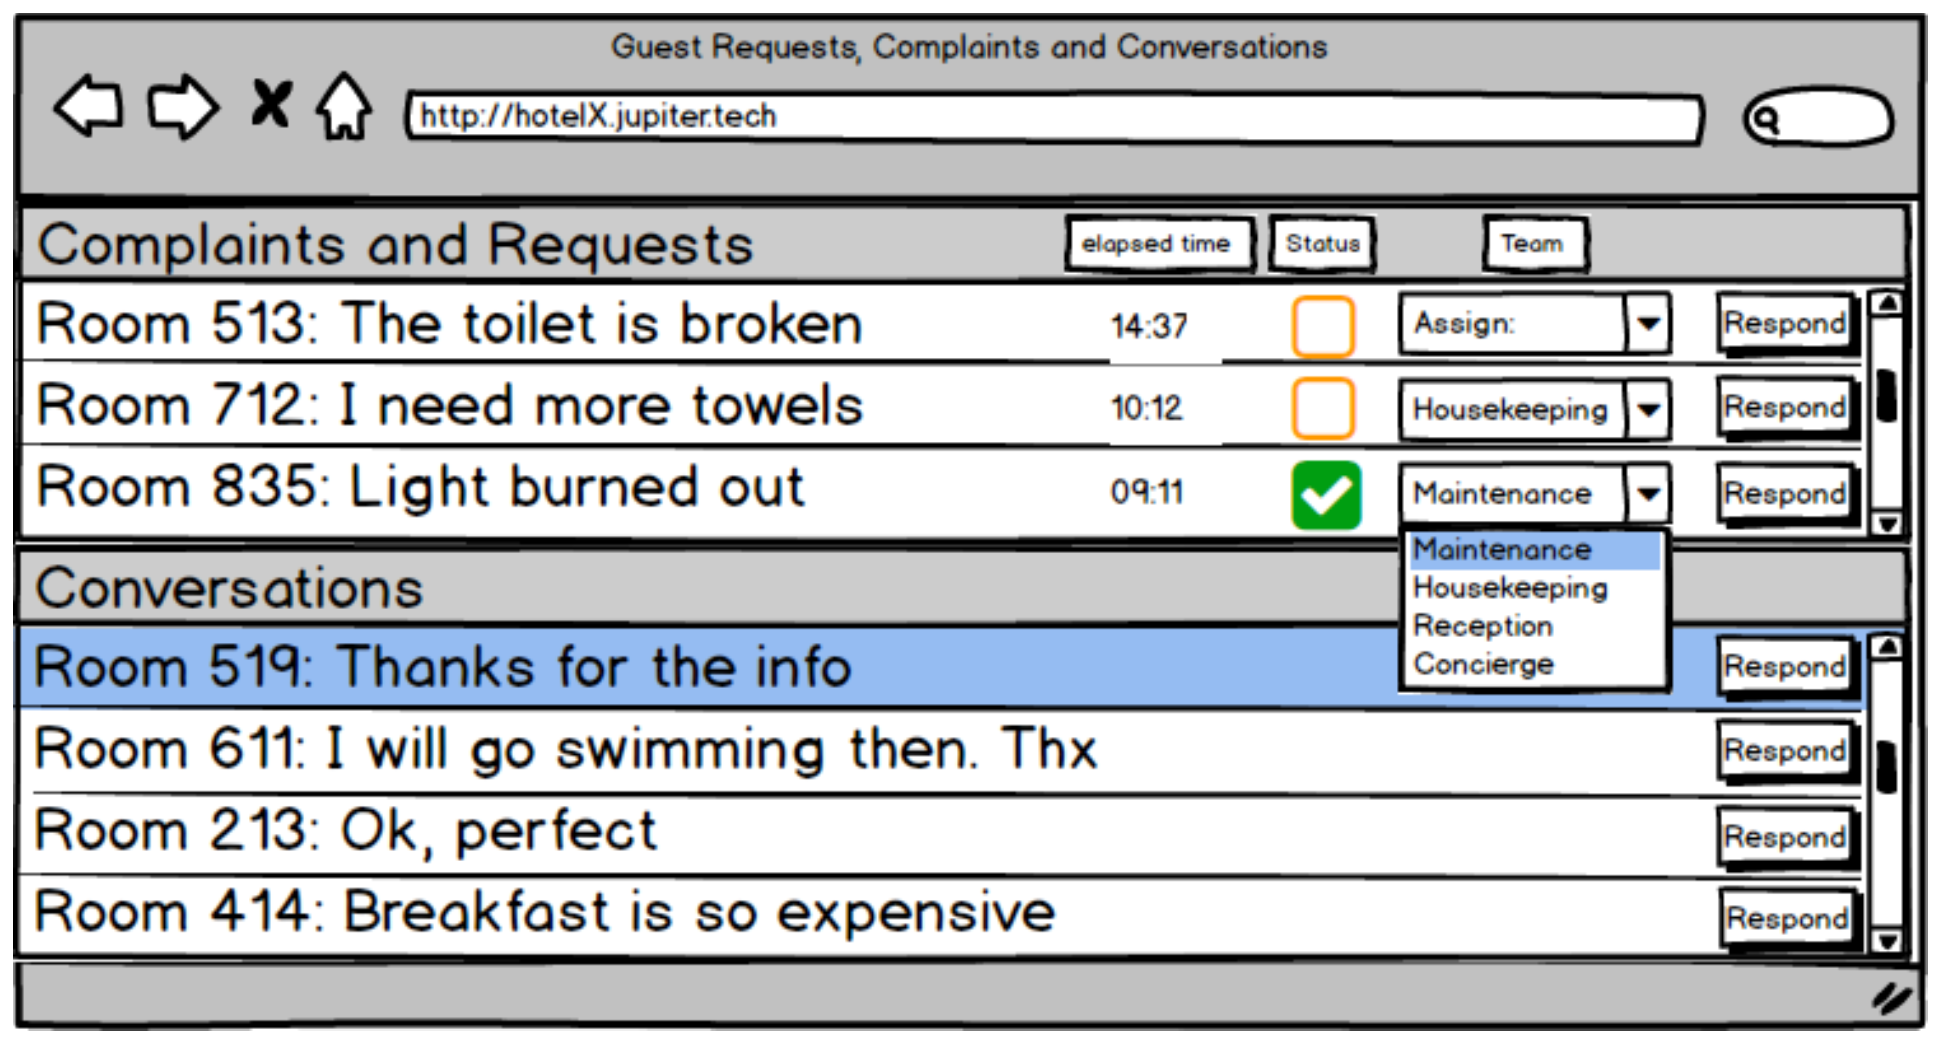 Guest Requests, Complaints and Conversations
http://hotelX.jupiter.tech
Complaints and Requests elapsed time Status Team
Room 513: The toilet is broken 14:37 Assign: Respond
Room 712: I need more towels 10:12 Housekeeping Respond
Room 835: Light burned out 09:11 Maintenance Respond
Maintenance
Housekeeping
Reception
Concierge
Conversations
Room 519: Thanks for the info Respond
Room 611: I will go swimming then. Thx Respond
Room 213: Ok, perfect Respond
Room 414: Breakfast is so expensive Respond